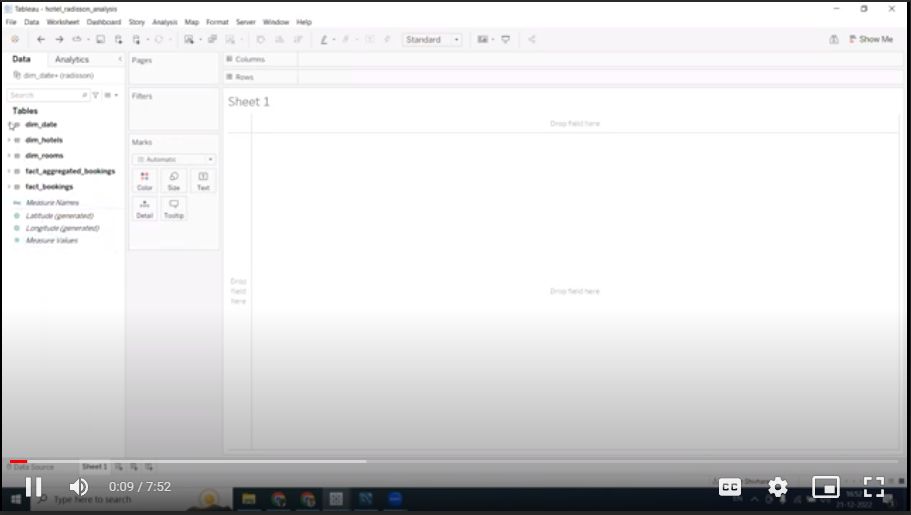 Tableau - hotel_radisson_analysis
File Data Worksheet Dashboard Story Analysis Map Format Server Window Help
Standard
Show Me
Data Analytics
dim_date+ (radisson)
Search
Tables
dim_date
dim_hotels
dim_rooms
fact_aggregated_bookings
fact_bookings
Measure Names
Latitude (generated)
Longitude (generated)
Measure Values
Pages
Filters
Marks
Automatic
Color Size Text
Detail Tooltip
Columns
Rows
Sheet 1
Drop field here
Drop
field
here
Drop field here
Data Source Sheet 1
0:09 / 7:52
CC
Type here to search
21-12-2022